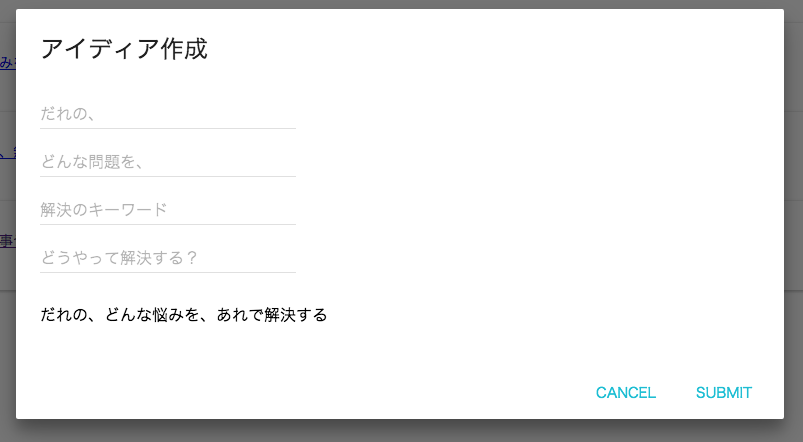 アイディア作成
だれの、
どんな問題を、
解決のキーワード
どうやって解決する？
だれの、どんな悩みを、あれで解決する
CANCEL SUBMIT